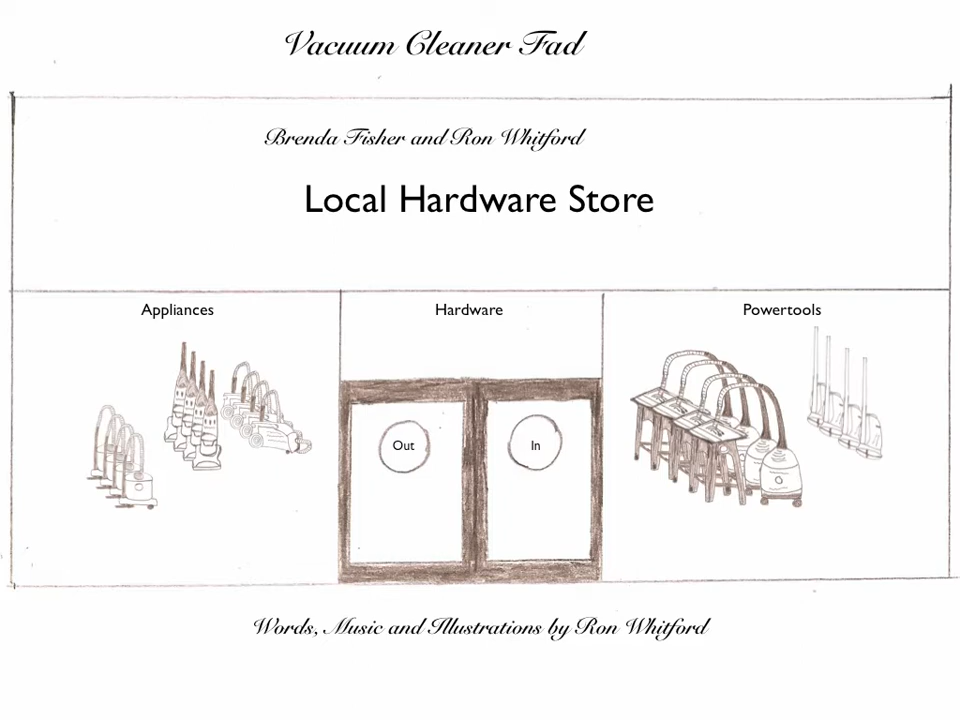 Vacuum Cleaner Fad
Brenda Fisher and Ron Whitford
Local Hardware Store
Appliances
Hardware
Powertools
Out
In
Words, Music and Illustrations by Ron Whitford